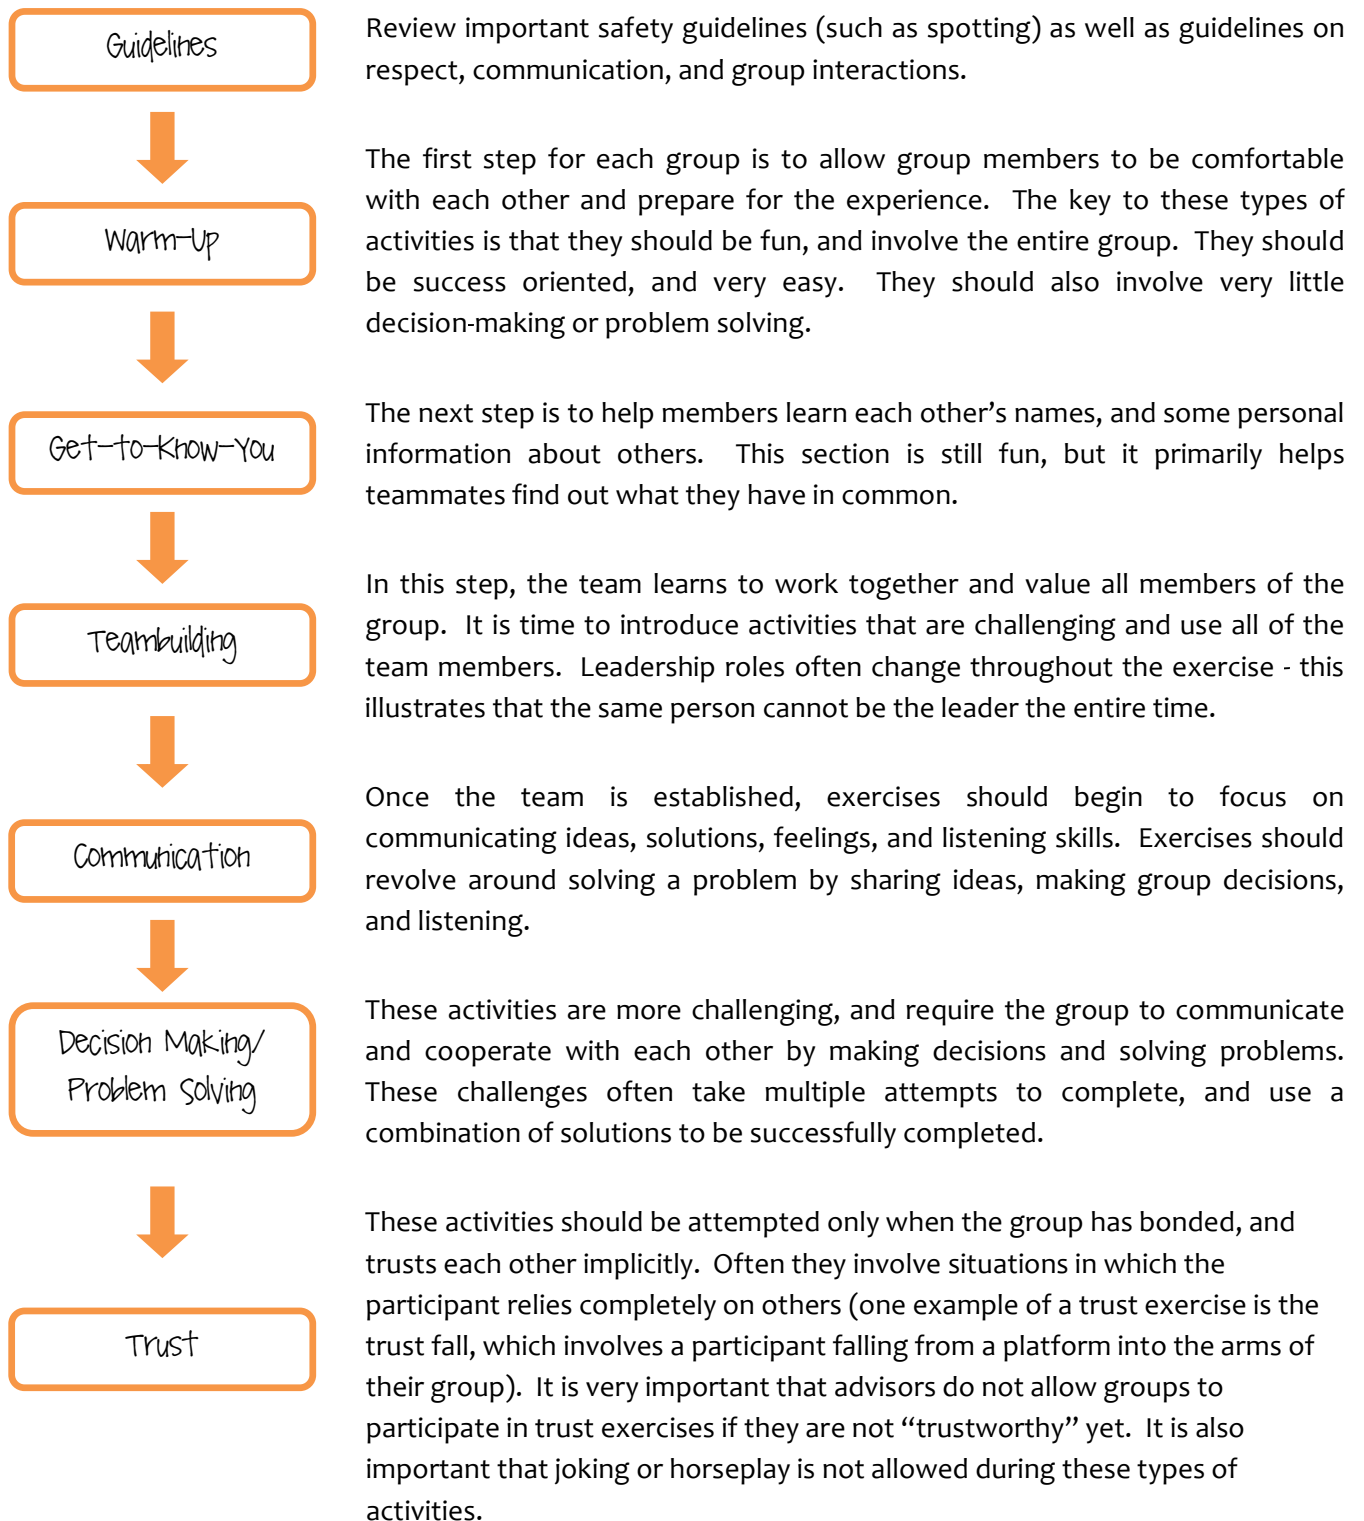 Guidelines
Review important safety guidelines (such as spotting) as well as guidelines on
respect, communication, and group interactions.
Warm-Up
The first step for each group is to allow group members to be comfortable
with each other and prepare for the experience. The key to these types of
activities is that they should be fun, and involve the entire group. They should
be success oriented, and very easy. They should also involve very little
decision-making or problem solving.
Get-to-Know-You
The next step is to help members learn each other’s names, and some personal
information about others. This section is still fun, but it primarily helps
teammates find out what they have in common.
Teambuilding
In this step, the team learns to work together and value all members of the
group. It is time to introduce activities that are challenging and use all of the
team members. Leadership roles often change throughout the exercise - this
illustrates that the same person cannot be the leader the entire time.
Communication
Once the team is established, exercises should begin to focus on
communicating ideas, solutions, feelings, and listening skills. Exercises should
revolve around solving a problem by sharing ideas, making group decisions,
and listening.
Decision Making/
Problem Solving
These activities are more challenging, and require the group to communicate
and cooperate with each other by making decisions and solving problems.
These challenges often take multiple attempts to complete, and use a
combination of solutions to be successfully completed.
Trust
These activities should be attempted only when the group has bonded, and
trusts each other implicitly. Often they involve situations in which the
participant relies completely on others (one example of a trust exercise is the
trust fall, which involves a participant falling from a platform into the arms of
their group). It is very important that advisors do not allow groups to
participate in trust exercises if they are not “trustworthy” yet. It is also
important that joking or horseplay is not allowed during these types of
activities.